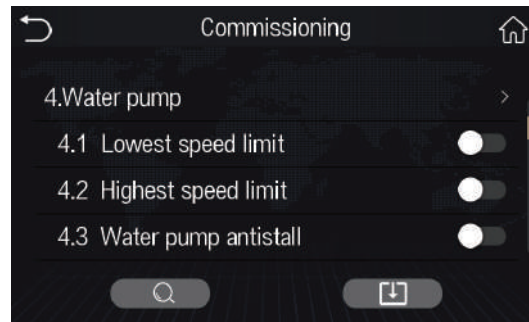 Commissioning
4.Water pump
4.1 Lowest speed limit
4.2 Highest speed limit
4.3 Water pump antistall